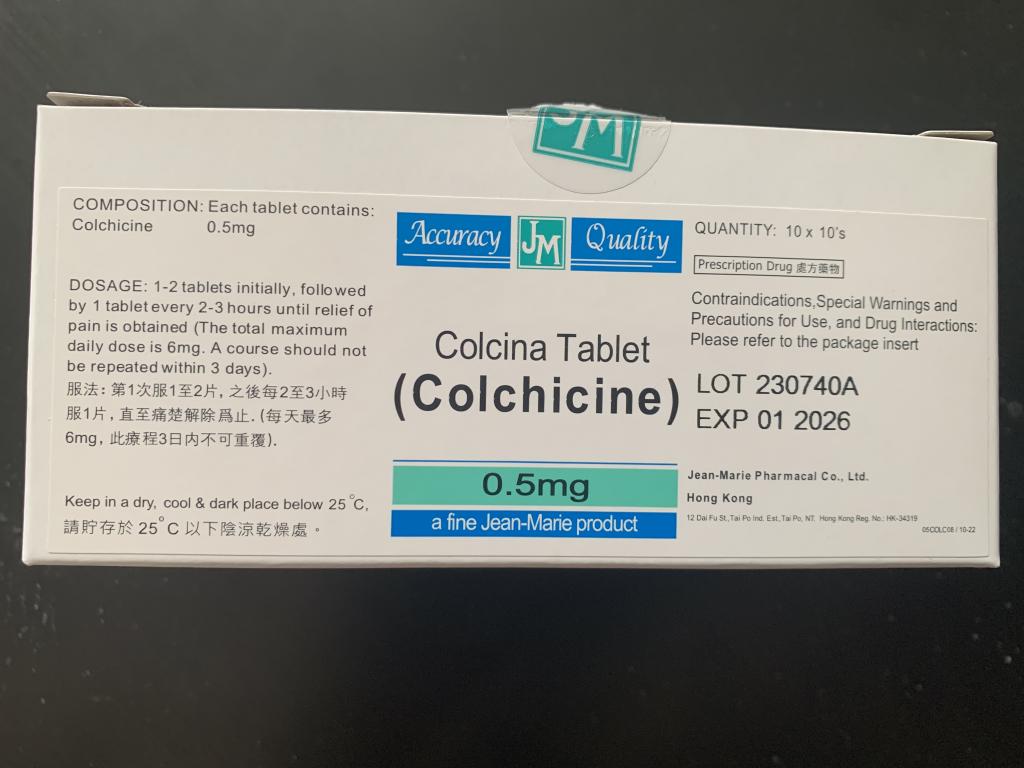 JM
COMPOSITION: Each tablet contains:
Colchicine 0.5mg
DOSAGE: 1-2 tablets initially, followed
by 1 tablet every 2-3 hours until relief of
pain is obtained (The total maximum
daily dose is 6mg. A course should not
be repeated within 3 days).
服法: 第1次服1至2片, 之後每2至3小時
服1片, 直至痛楚解除爲止. (每天最多
6mg, 此療程3日内不可重覆).
Keep in a dry, cool & dark place below 25°C,
請貯存於 25°C 以下陰涼乾燥處。
Accuracy JM Quality
Colcina Tablet
(Colchicine)
0.5mg
a fine Jean-Marie product
QUANTITY: 10 x 10's
Prescription Drug 處方藥物
Contraindications,Special Warnings and
Precautions for Use, and Drug Interactions:
Please refer to the package insert
LOT 230740A
EXP 01 2026
Jean-Marie Pharmacal Co., Ltd.
Hong Kong
12 Dai Fu St., Tai Po Ind. Est., Tai Po, NT. Hong Kong Reg. No.: HK-34319
05COLC08 / 10-22